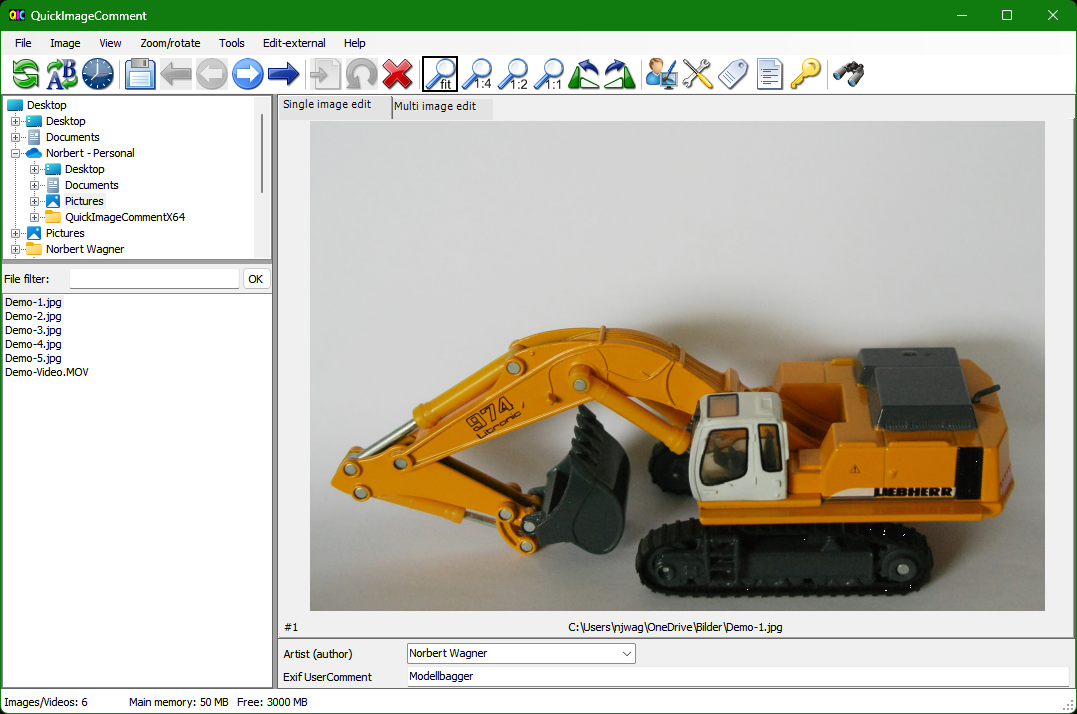 QIC QuickImageComment
File Image View Zoom/rotate Tools Edit-external Help
A B fit 1:4 1:2 1:1
Desktop
Desktop
Documents
Norbert - Personal
Desktop
Documents
Pictures
QuickImageCommentX64
Pictures
Norbert Wagner
File filter: OK
Demo-1.jpg
Demo-2.jpg
Demo-3.jpg
Demo-4.jpg
Demo-5.jpg
Demo-Video.MOV
Single image edit Multi image edit
974
Litronic
LIEBHERR
#1 C:\Users\njwag\OneDrive\Bilder\Demo-1.jpg
Artist (author) Norbert Wagner
Exif UserComment Modellbagger
Images/Videos: 6 Main memory: 50 MB Free: 3000 MB